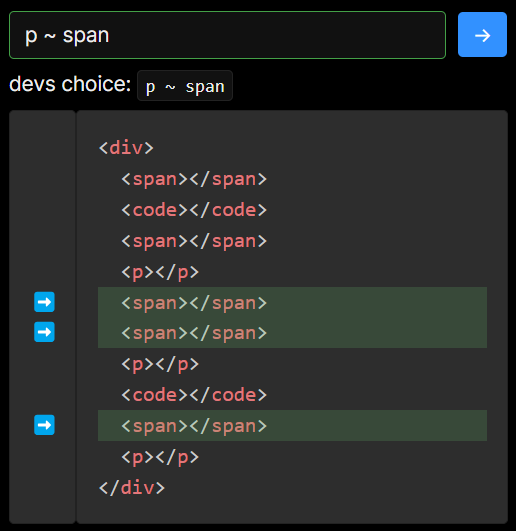 p ~ span
→
devs choice: p ~ span
<div>
  <span></span>
  <code></code>
  <span></span>
  <p></p>
➡ <span></span>
➡ <span></span>
  <p></p>
  <code></code>
➡ <span></span>
  <p></p>
</div>